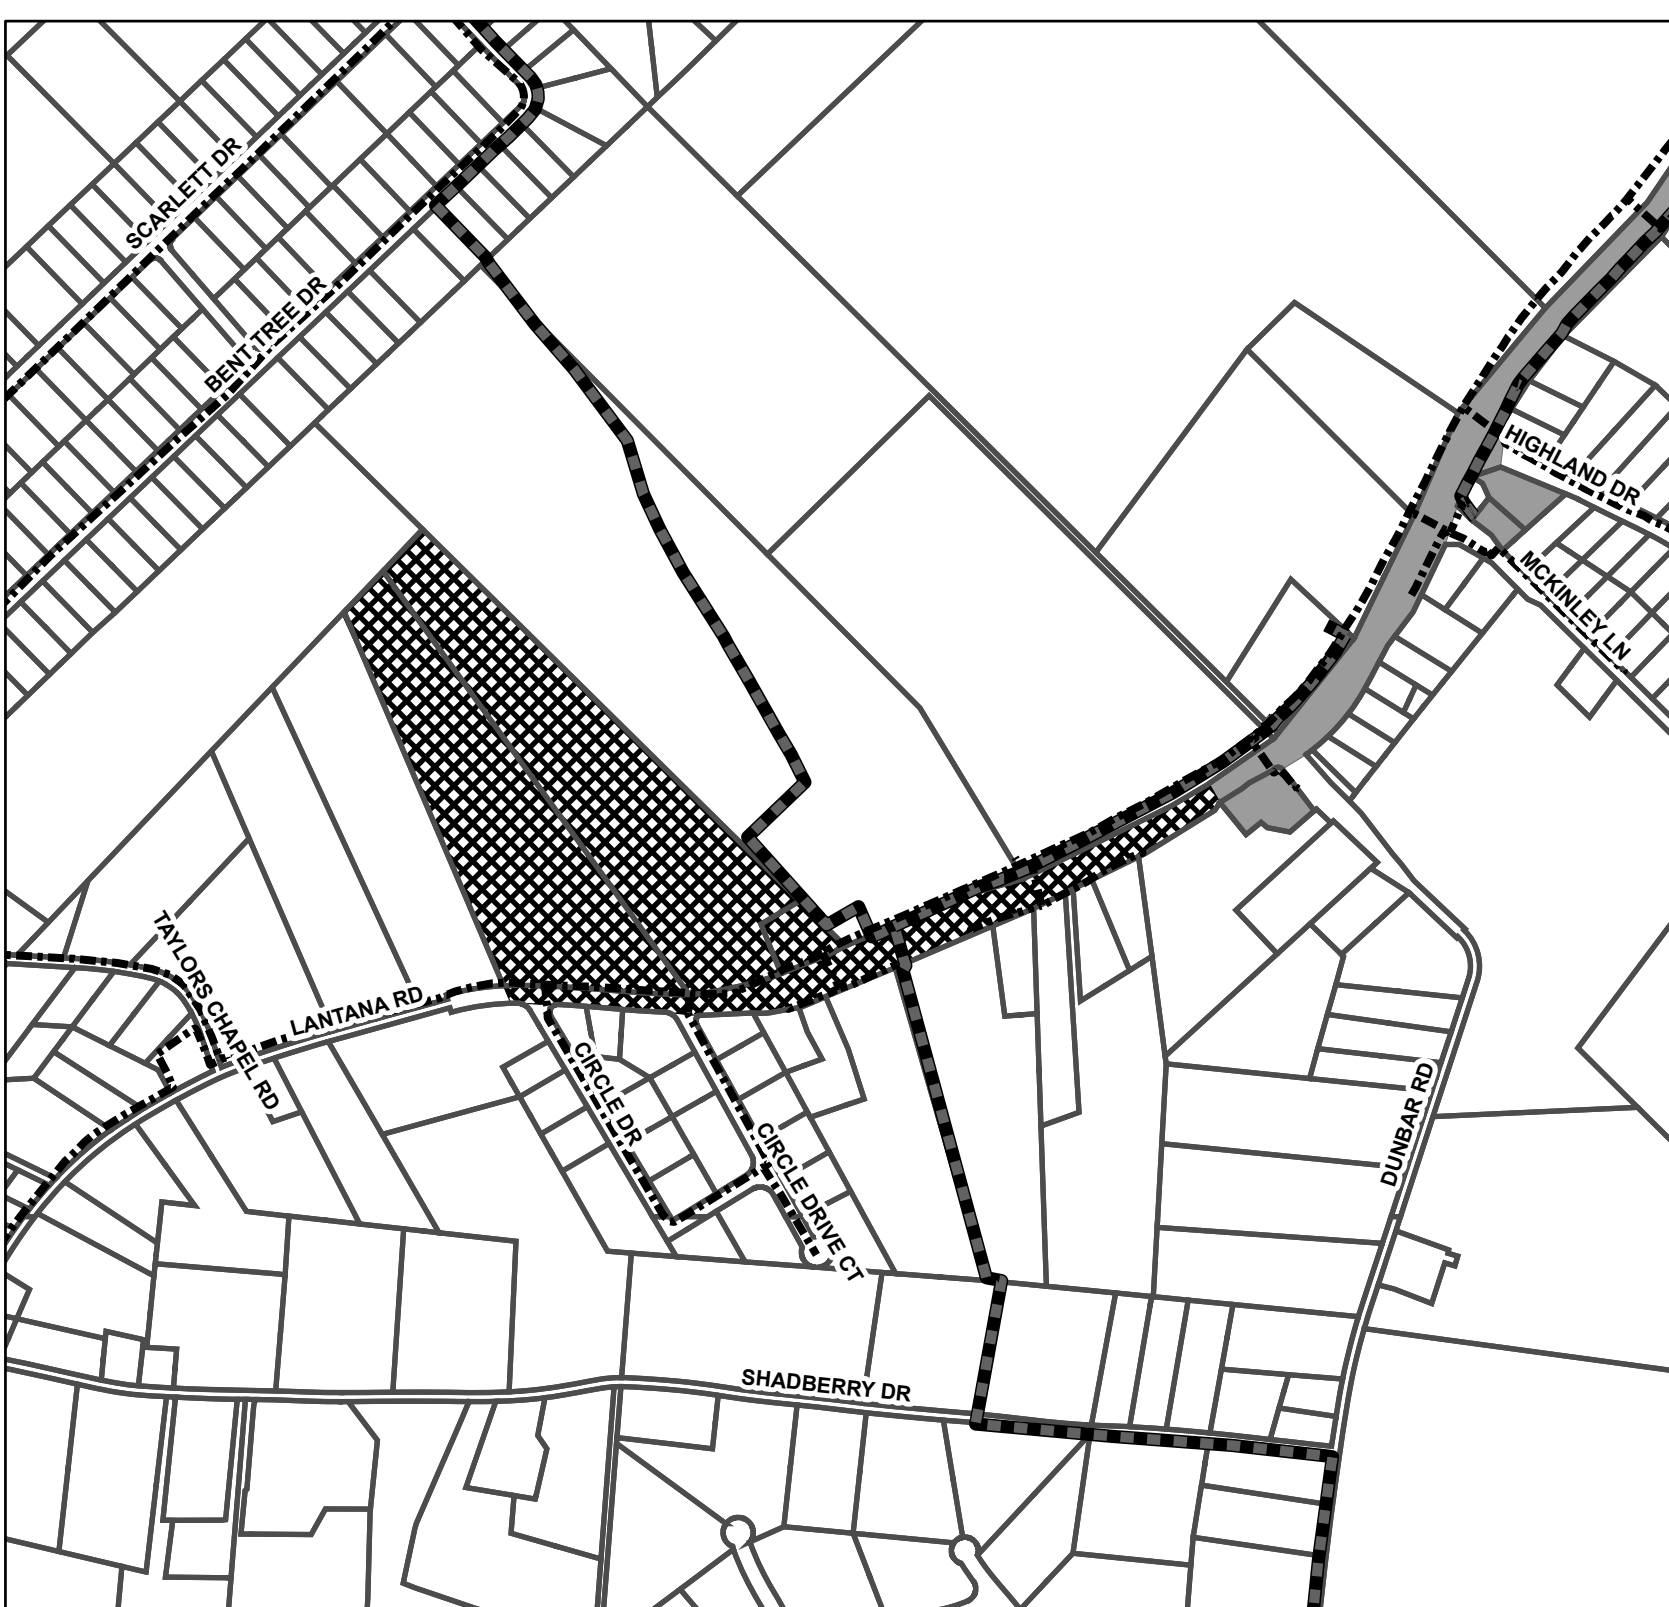 SCARLETT DR
BENT TREE DR
HIGHLAND DR
MCKINLEY LN
TAYLORS CHAPEL RD
LANTANA RD
CIRCLE DR
CIRCLE DRIVE CT
DUNBAR RD
SHADBERRY DR